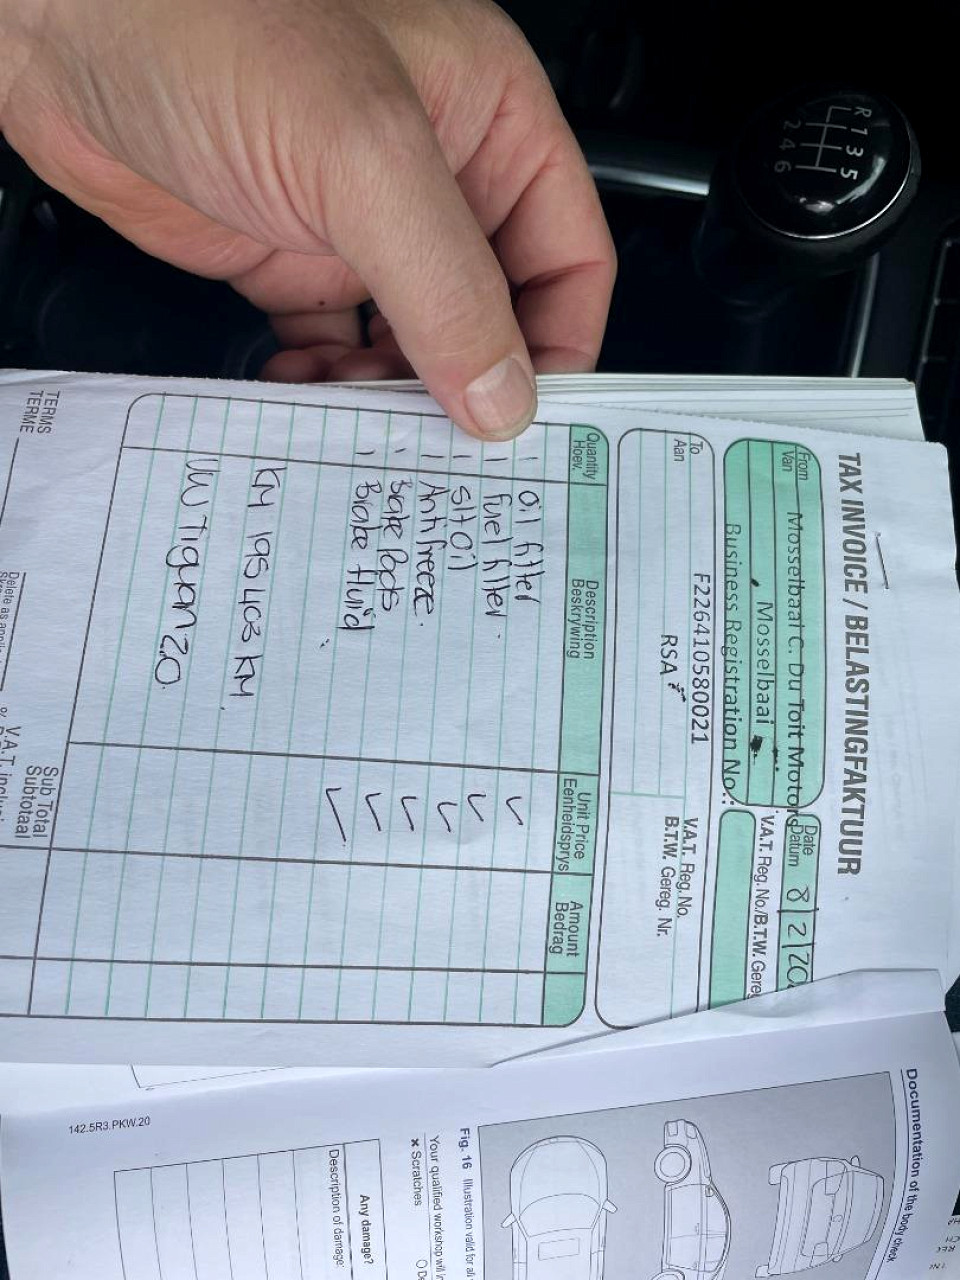 R 1 3 5
2 4 6
TAX INVOICE / BELASTINGFAKTUUR
From
Van
Mosselbaai C. Du Toit Motors
, Mosselbaai
Business Registration No.:
Date
Datum
8/2/20
V.A.T. Reg. No./B.T.W. Gereg
To
Aan
F226410580021
RSA
V.A.T. Reg. No.
B.T.W. Gereg. Nr.
Quantity
Hoev.
Description
Beskrywing
Unit Price
Eenheidsprys
Amount
Bedrag
1 oil filter
1 fuel filter.
1 slt oil
1 Antifreeze.
1 Brake Pads
1 Brake fluid
KM 195 403 KM.
VW Tiguan 2.0.
TERMS
TERME
Sub Total
Subtotaal
% V.A.T. inclu
Documentation of the body check
Fig. 16 Illustration valid for all
Your qualified workshop will in
× Scratches
O De
Any damage?
Description of damage:
142.5R3.PKW.20